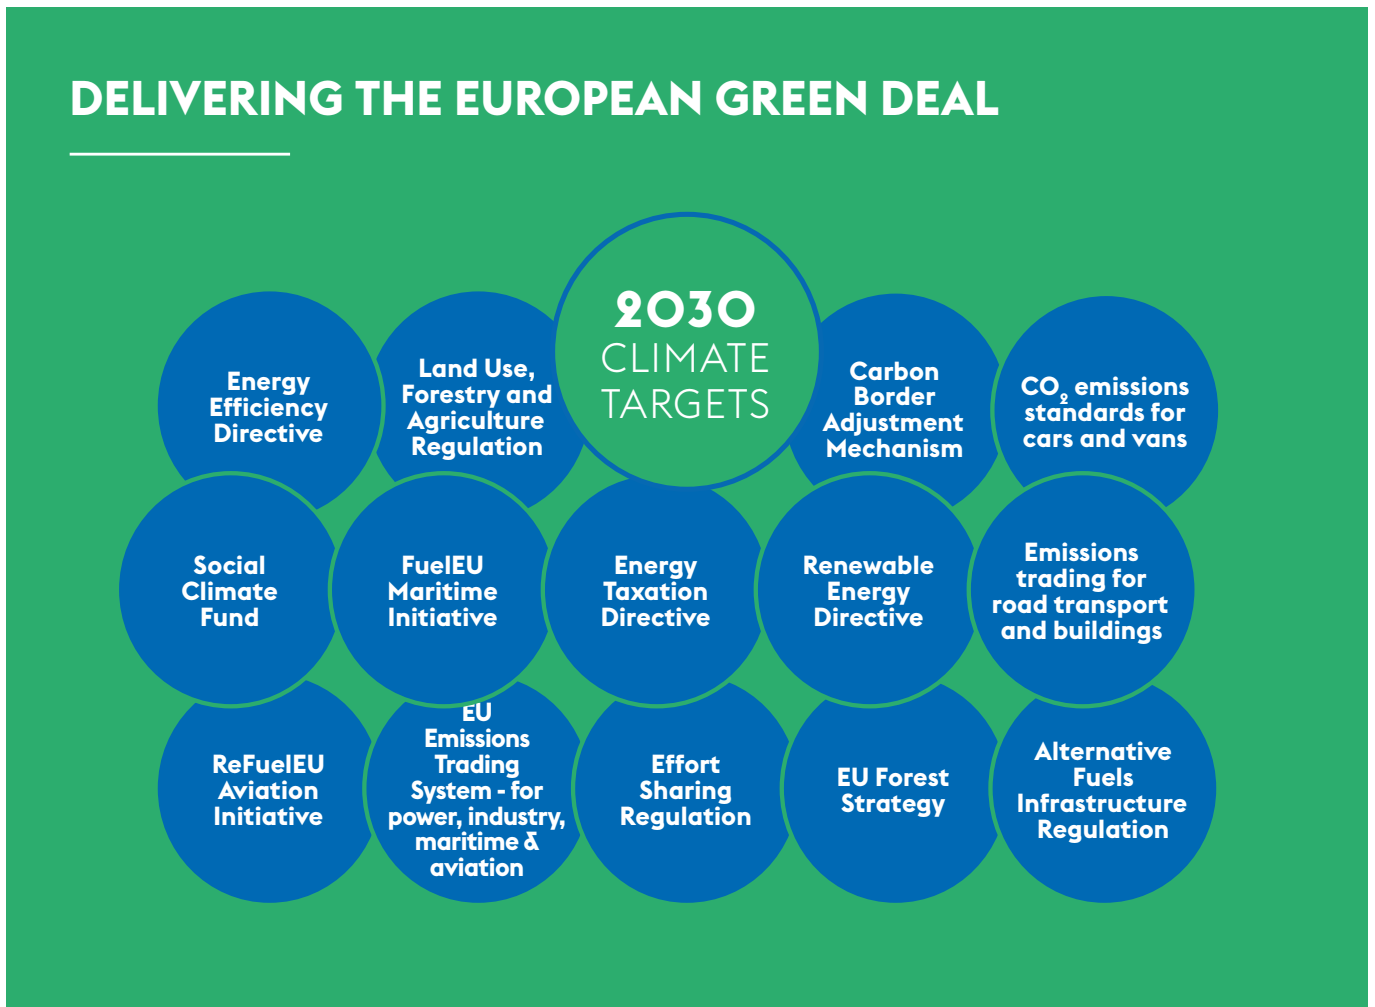 DELIVERING THE EUROPEAN GREEN DEAL
2030
CLIMATE
TARGETS
Energy
Efficiency
Directive
Land Use,
Forestry and
Agriculture
Regulation
Carbon
Border
Adjustment
Mechanism
CO₂ emissions
standards for
cars and vans
Social
Climate
Fund
FuelEU
Maritime
Initiative
Energy
Taxation
Directive
Renewable
Energy
Directive
Emissions
trading for
road transport
and buildings
ReFuelEU
Aviation
Initiative
EU
Emissions
Trading
System - for
power, industry,
maritime &
aviation
Effort
Sharing
Regulation
EU Forest
Strategy
Alternative
Fuels
Infrastructure
Regulation